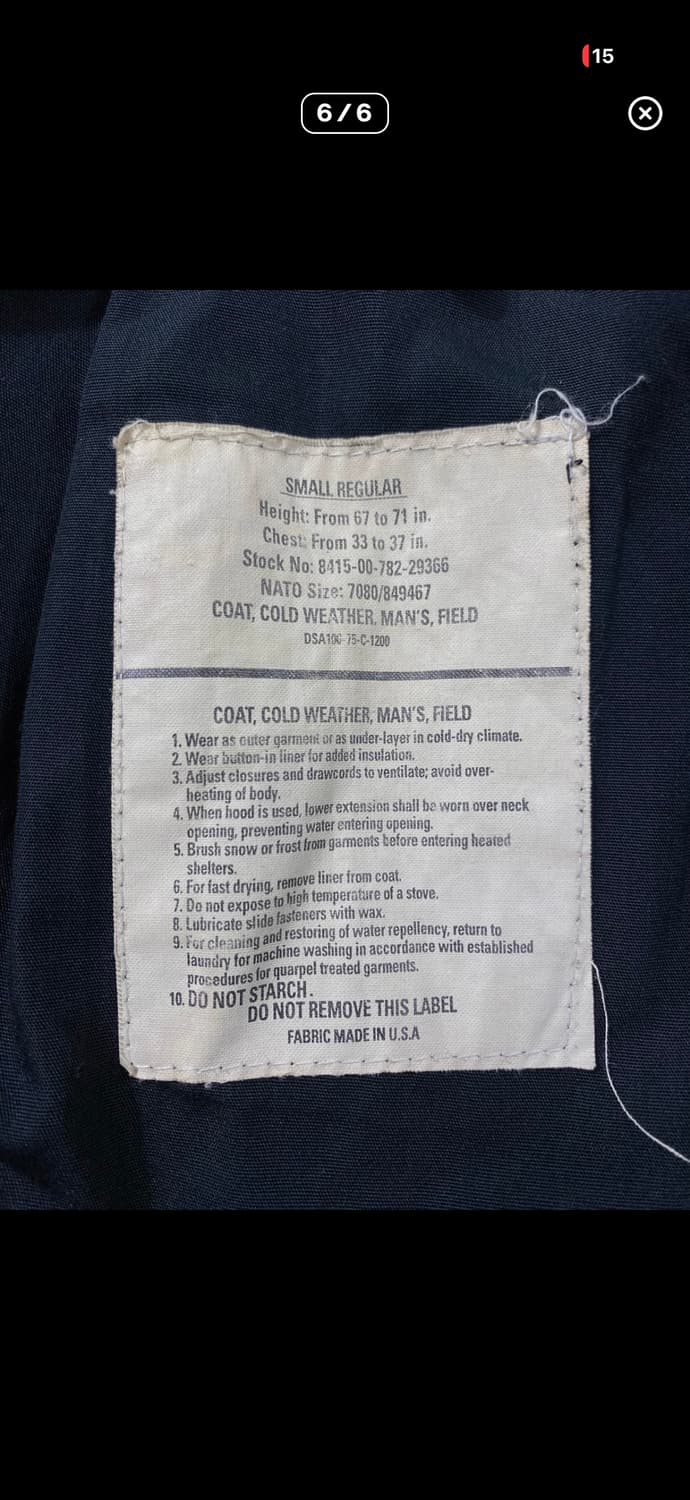 15
6/6
SMALL REGULAR
Height: From 67 to 71 in.
Chest: From 33 to 37 in.
Stock No: 8415-00-782-29366
NATO Size: 7080/849467
COAT, COLD WEATHER, MAN'S, FIELD
DSA100-75-C-1200
COAT, COLD WEATHER, MAN'S, FIELD
1. Wear as outer garment or as under-layer in cold-dry climate.
2. Wear button-in liner for added insulation.
3. Adjust closures and drawcords to ventilate; avoid over-
heating of body.
4. When hood is used, lower extension shall be worn over neck
opening, preventing water entering opening.
5. Brush snow or frost from garments before entering heated
shelters.
6. For fast drying, remove liner from coat.
7. Do not expose to high temperature of a stove.
8. Lubricate slide fasteners with wax.
9. For cleaning and restoring of water repellency, return to
laundry for machine washing in accordance with established
procedures for quarpel treated garments.
10. DO NOT STARCH.
DO NOT REMOVE THIS LABEL
FABRIC MADE IN U.S.A